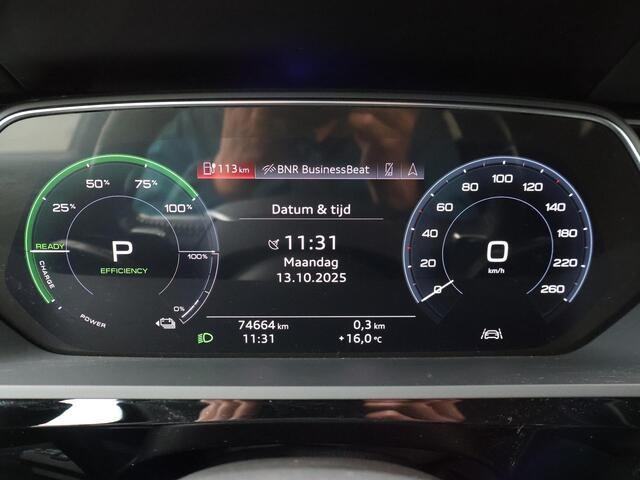 113 km
BNR BusinessBeat
Datum & tijd
11:31
Maandag
13.10.2025
74664 km
0,3 km
11:31
+16,0 °C
25%
50%
75%
100%
READY
CHARGE
POWER
P
EFFICIENCY
100%
0%
0
20
40
60
80
100
120
140
180
220
260
0
km/h